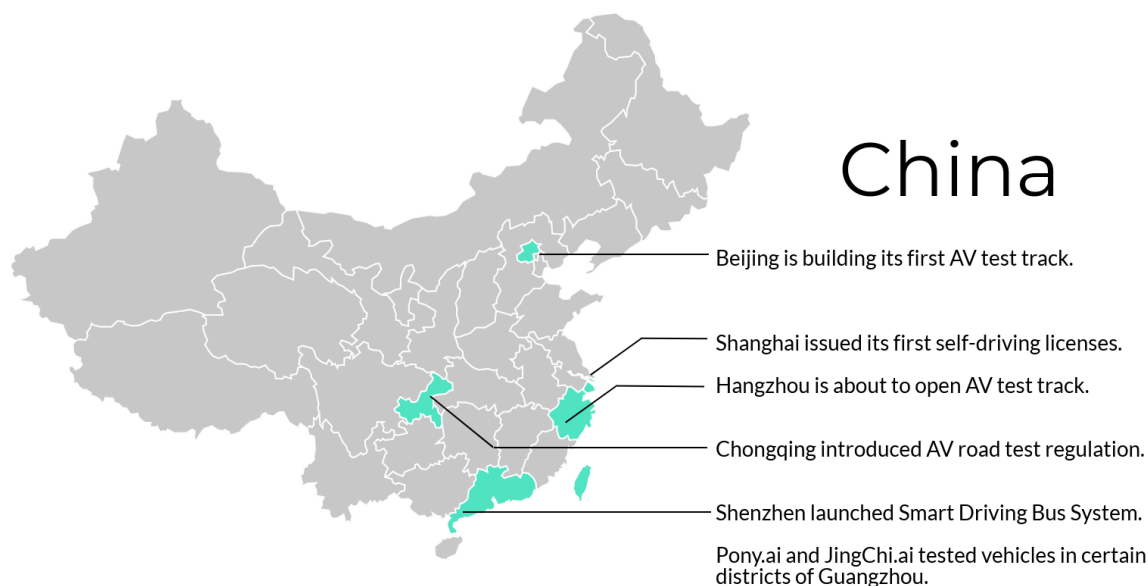 China
Beijing is building its first AV test track.
Shanghai issued its first self-driving licenses.
Hangzhou is about to open AV test track.
Chongqing introduced AV road test regulation.
Shenzhen launched Smart Driving Bus System.
Pony.ai and JingChi.ai tested vehicles in certain
districts of Guangzhou.